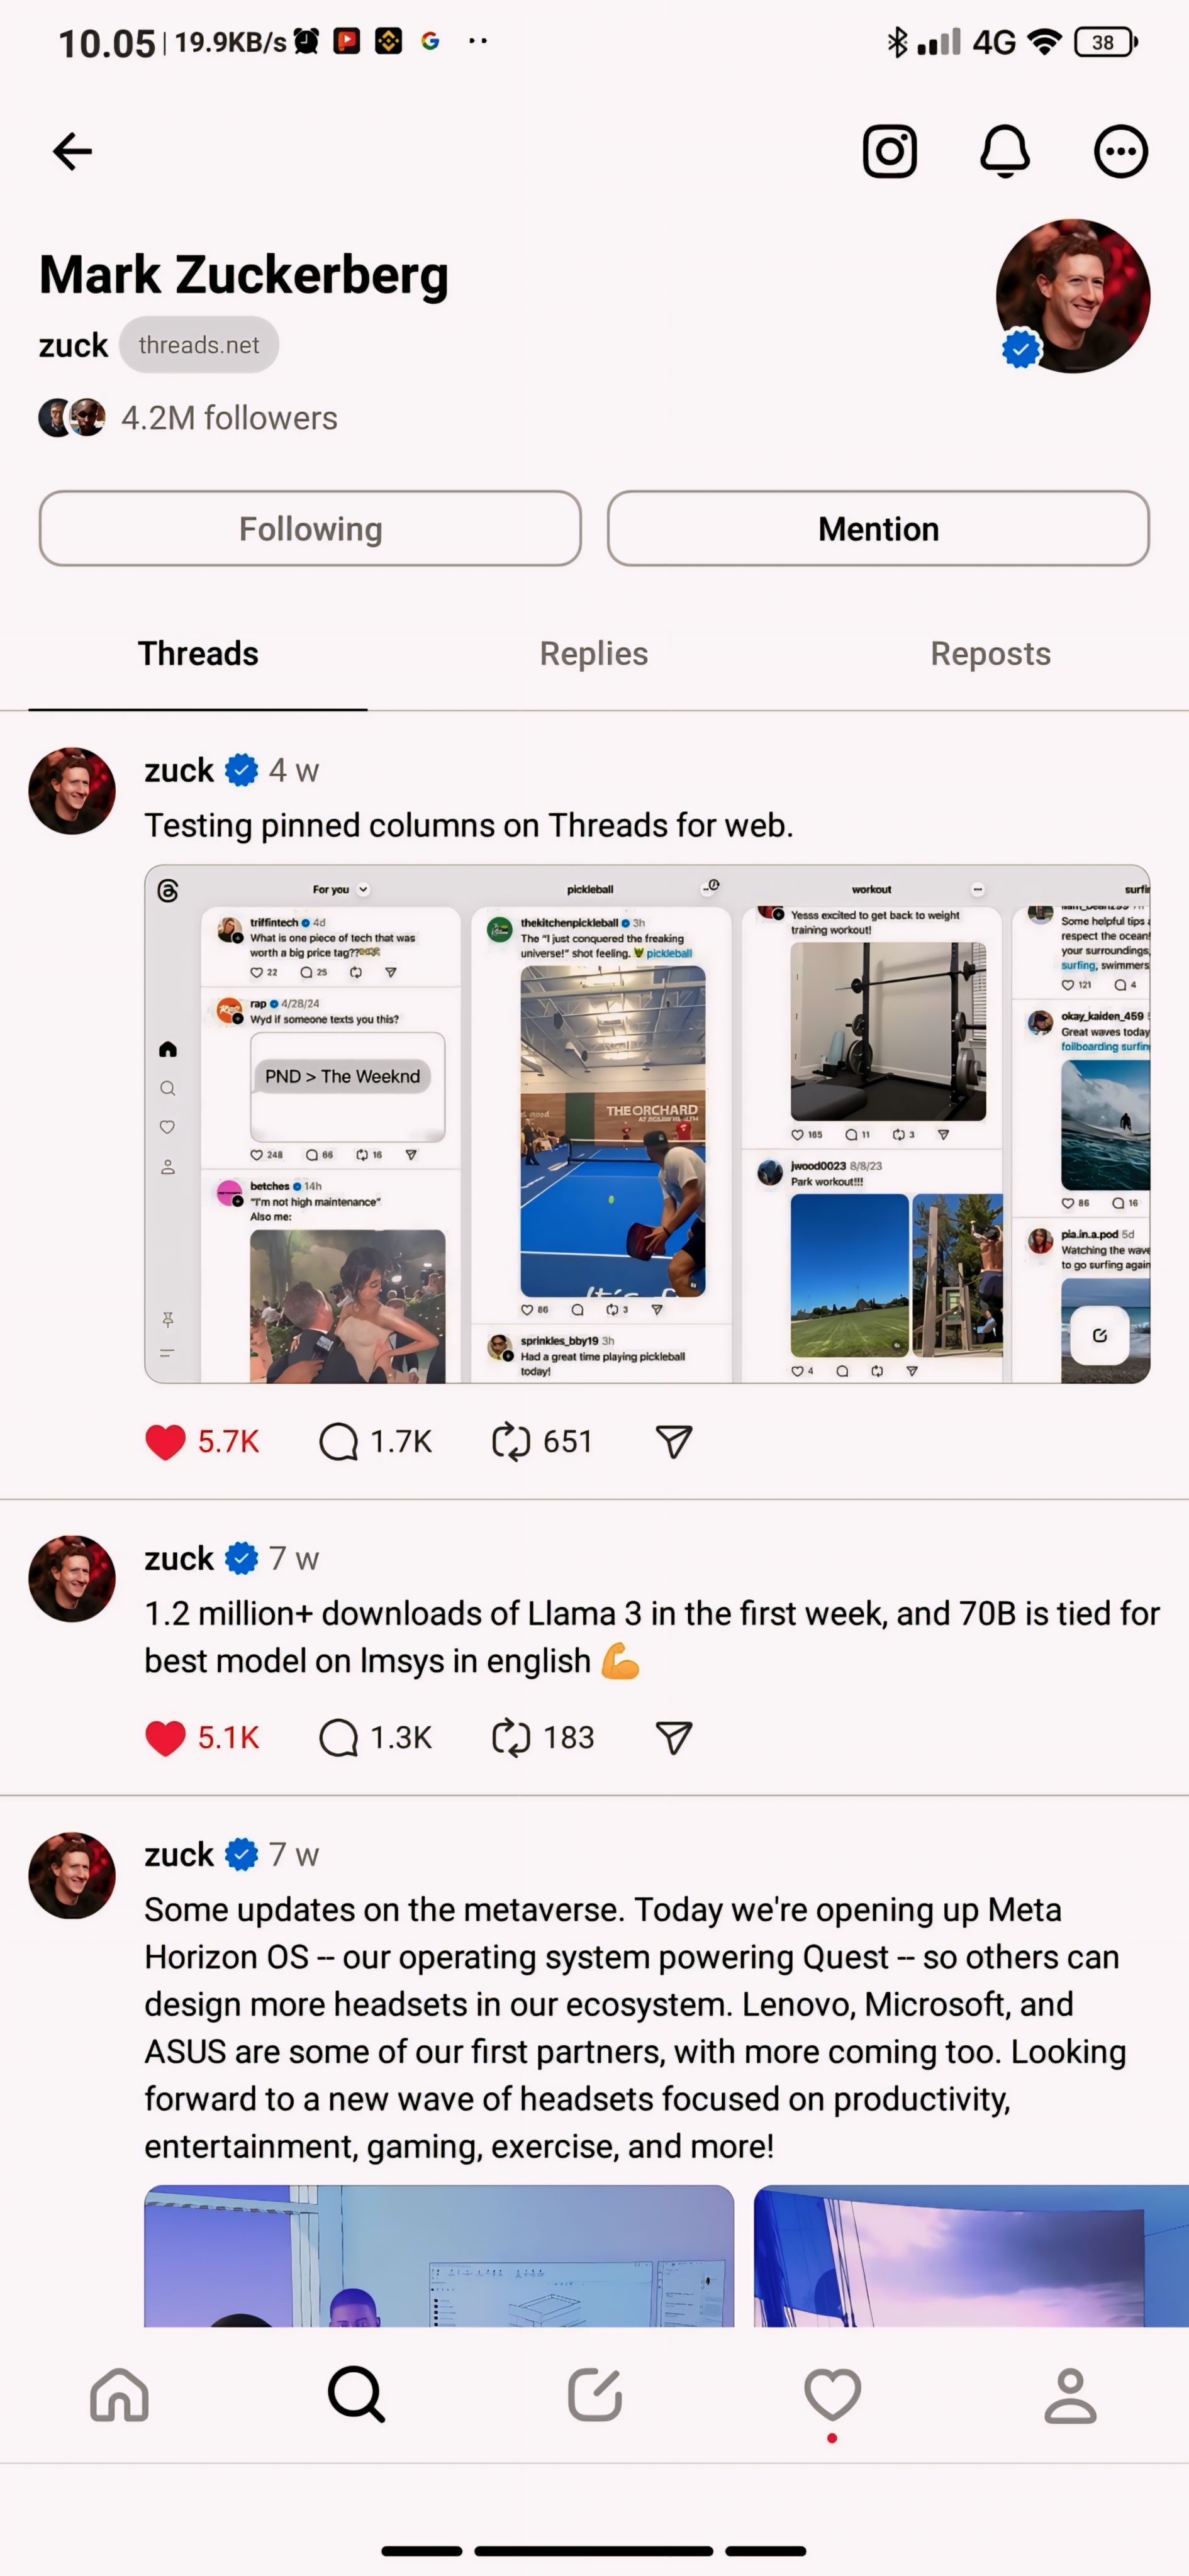 10.05 | 19.9KB/s
4G 38
Mark Zuckerberg
zuck threads.net
4.2M followers
Following Mention
Threads Replies Reposts
zuck 4 w
Testing pinned columns on Threads for web.
For you
triffintech 4d
What is one piece of tech that was
worth a big price tag??
22 25
rap 4/28/24
Wyd if someone texts you this?
PND > The Weeknd
248 66 16
betches 14h
"I'm not high maintenance"
Also me:
pickleball
thekitchenpickleball 3h
The "I just conquered the freaking
universe!" shot feeling. pickleball
THE ORCHARD
It's
86 3
sprinkles_bby19 3h
Had a great time playing pickleball
today!
workout
Yesss excited to get back to weight
training workout!
165 11 3
jwood0023 8/8/23
Park workout!!!
4
surfin
Some helpful tips
respect the ocean!
your surroundings,
surfing, swimmers
121 4
okay_kaiden_459
Great waves today
foilboarding surfin
86 16
pia.in.a.pod 5d
Watching the wave
to go surfing again
5.7K 1.7K 651
zuck 7 w
1.2 million+ downloads of Llama 3 in the first week, and 70B is tied for
best model on lmsys in english
5.1K 1.3K 183
zuck 7 w
Some updates on the metaverse. Today we're opening up Meta
Horizon OS -- our operating system powering Quest -- so others can
design more headsets in our ecosystem. Lenovo, Microsoft, and
ASUS are some of our first partners, with more coming too. Looking
forward to a new wave of headsets focused on productivity,
entertainment, gaming, exercise, and more!